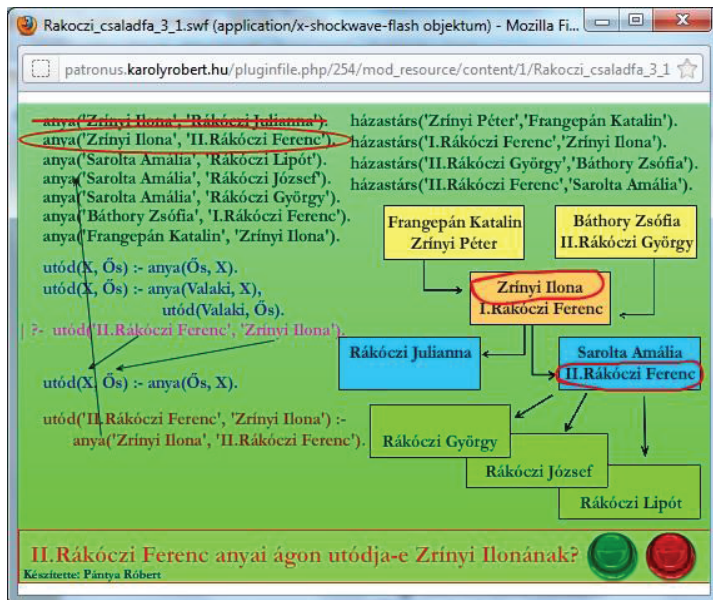 Rakoczi_csaladfa_3_1.swf (application/x-shockwave-flash objektum) - Mozilla Fi...
patronus.karolyrobert.hu/pluginfile.php/254/mod_resource/content/1/Rakoczi_csaladfa_3_1
anya('Zrínyi Ilona', 'Rákóczi Julianna').
anya('Zrínyi Ilona', 'II.Rákóczi Ferenc').
anya('Sarolta Amália', 'Rákóczi Lipót').
anya('Sarolta Amália', 'Rákóczi József').
anya('Sarolta Amália', 'Rákóczi György').
anya('Báthory Zsófia', 'I.Rákóczi Ferenc').
anya('Frangepán Katalin', 'Zrínyi Ilona').
házastárs('Zrínyi Péter','Frangepán Katalin').
házastárs('I.Rákóczi Ferenc','Zrínyi Ilona').
házastárs('II.Rákóczi György','Báthory Zsófia').
házastárs('II.Rákóczi Ferenc','Sarolta Amália').
utód(X, Ős) :- anya(Ős, X).
utód(X, Ős) :- anya(Valaki, X),
utód(Valaki, Ős).
| ?- utód('II.Rákóczi Ferenc', 'Zrínyi Ilona').
utód(X, Ős) :- anya(Ős, X).
utód('II.Rákóczi Ferenc', 'Zrínyi Ilona') :-
anya('Zrínyi Ilona', 'II.Rákóczi Ferenc').
Frangepán Katalin
Zrínyi Péter
Báthory Zsófia
II.Rákóczi György
Zrínyi Ilona
I.Rákóczi Ferenc
Rákóczi Julianna
Sarolta Amália
II.Rákóczi Ferenc
Rákóczi György
Rákóczi József
Rákóczi Lipót
II.Rákóczi Ferenc anyai ágon utódja-e Zrínyi Ilonának?
Készítette: Pántya Róbert